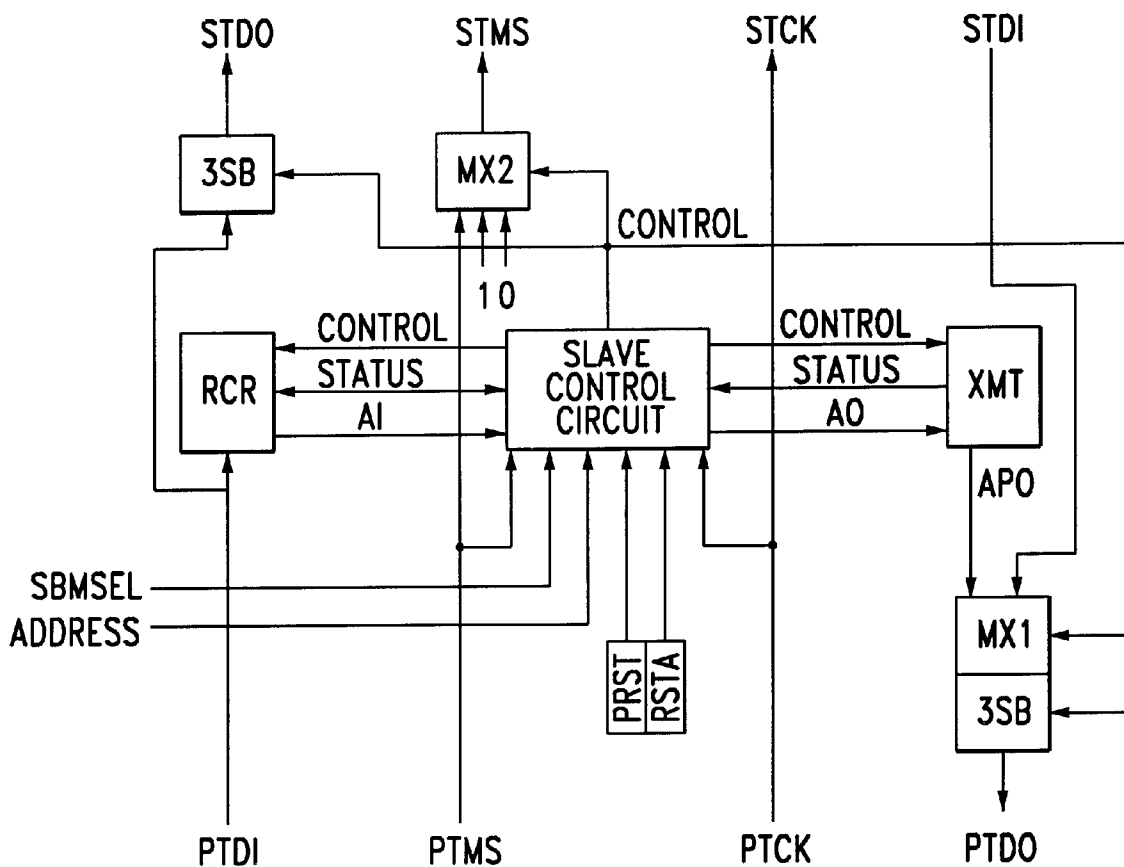 STDO STMS STCK STDI
3SB MX2
CONTROL
1 0
CONTROL CONTROL
RCR STATUS SLAVE CONTROL CIRCUIT STATUS XMT
AI AO
APO
SBMSEL
ADDRESS
PRST RSTA
MX1
3SB
PTDI PTMS PTCK PTDO